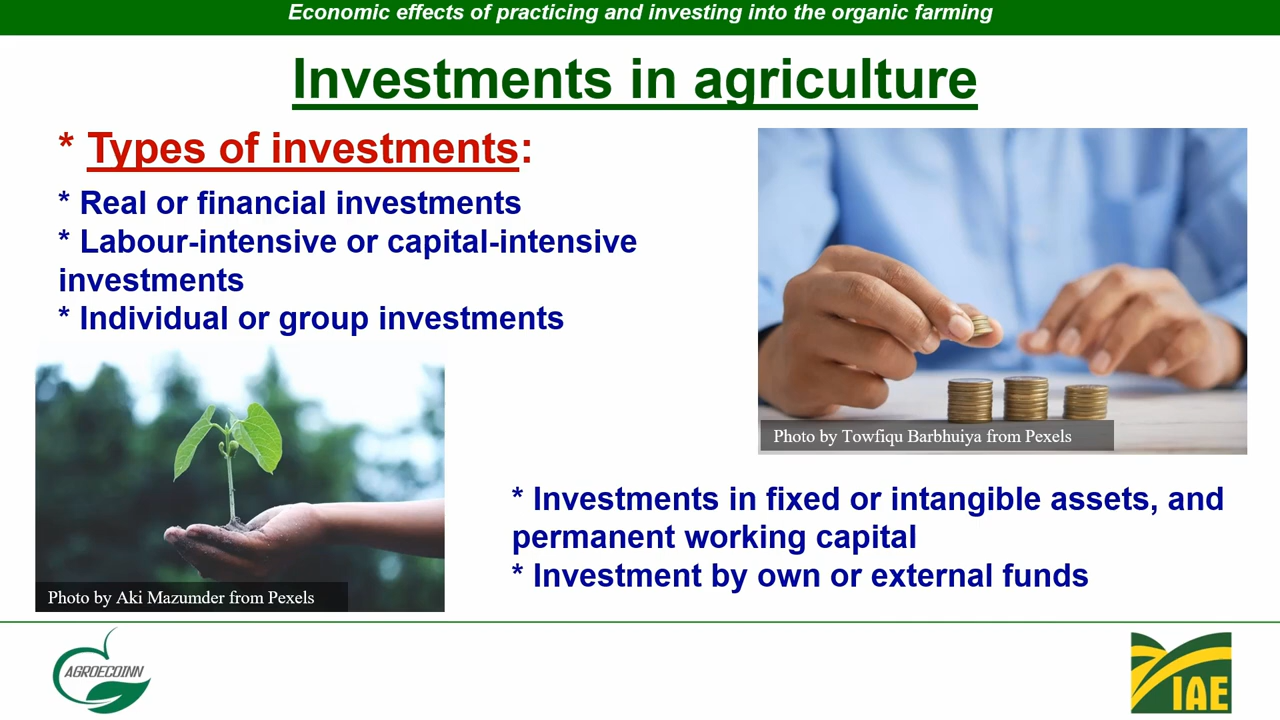 Economic effects of practicing and investing into the organic farming
Investments in agriculture
* Types of investments:
* Real or financial investments
* Labour-intensive or capital-intensive
investments
* Individual or group investments
Photo by Towfiqu Barbhuiya from Pexels
* Investments in fixed or intangible assets, and
permanent working capital
* Investment by own or external funds
Photo by Aki Mazumder from Pexels
AGROECOINN
IAE